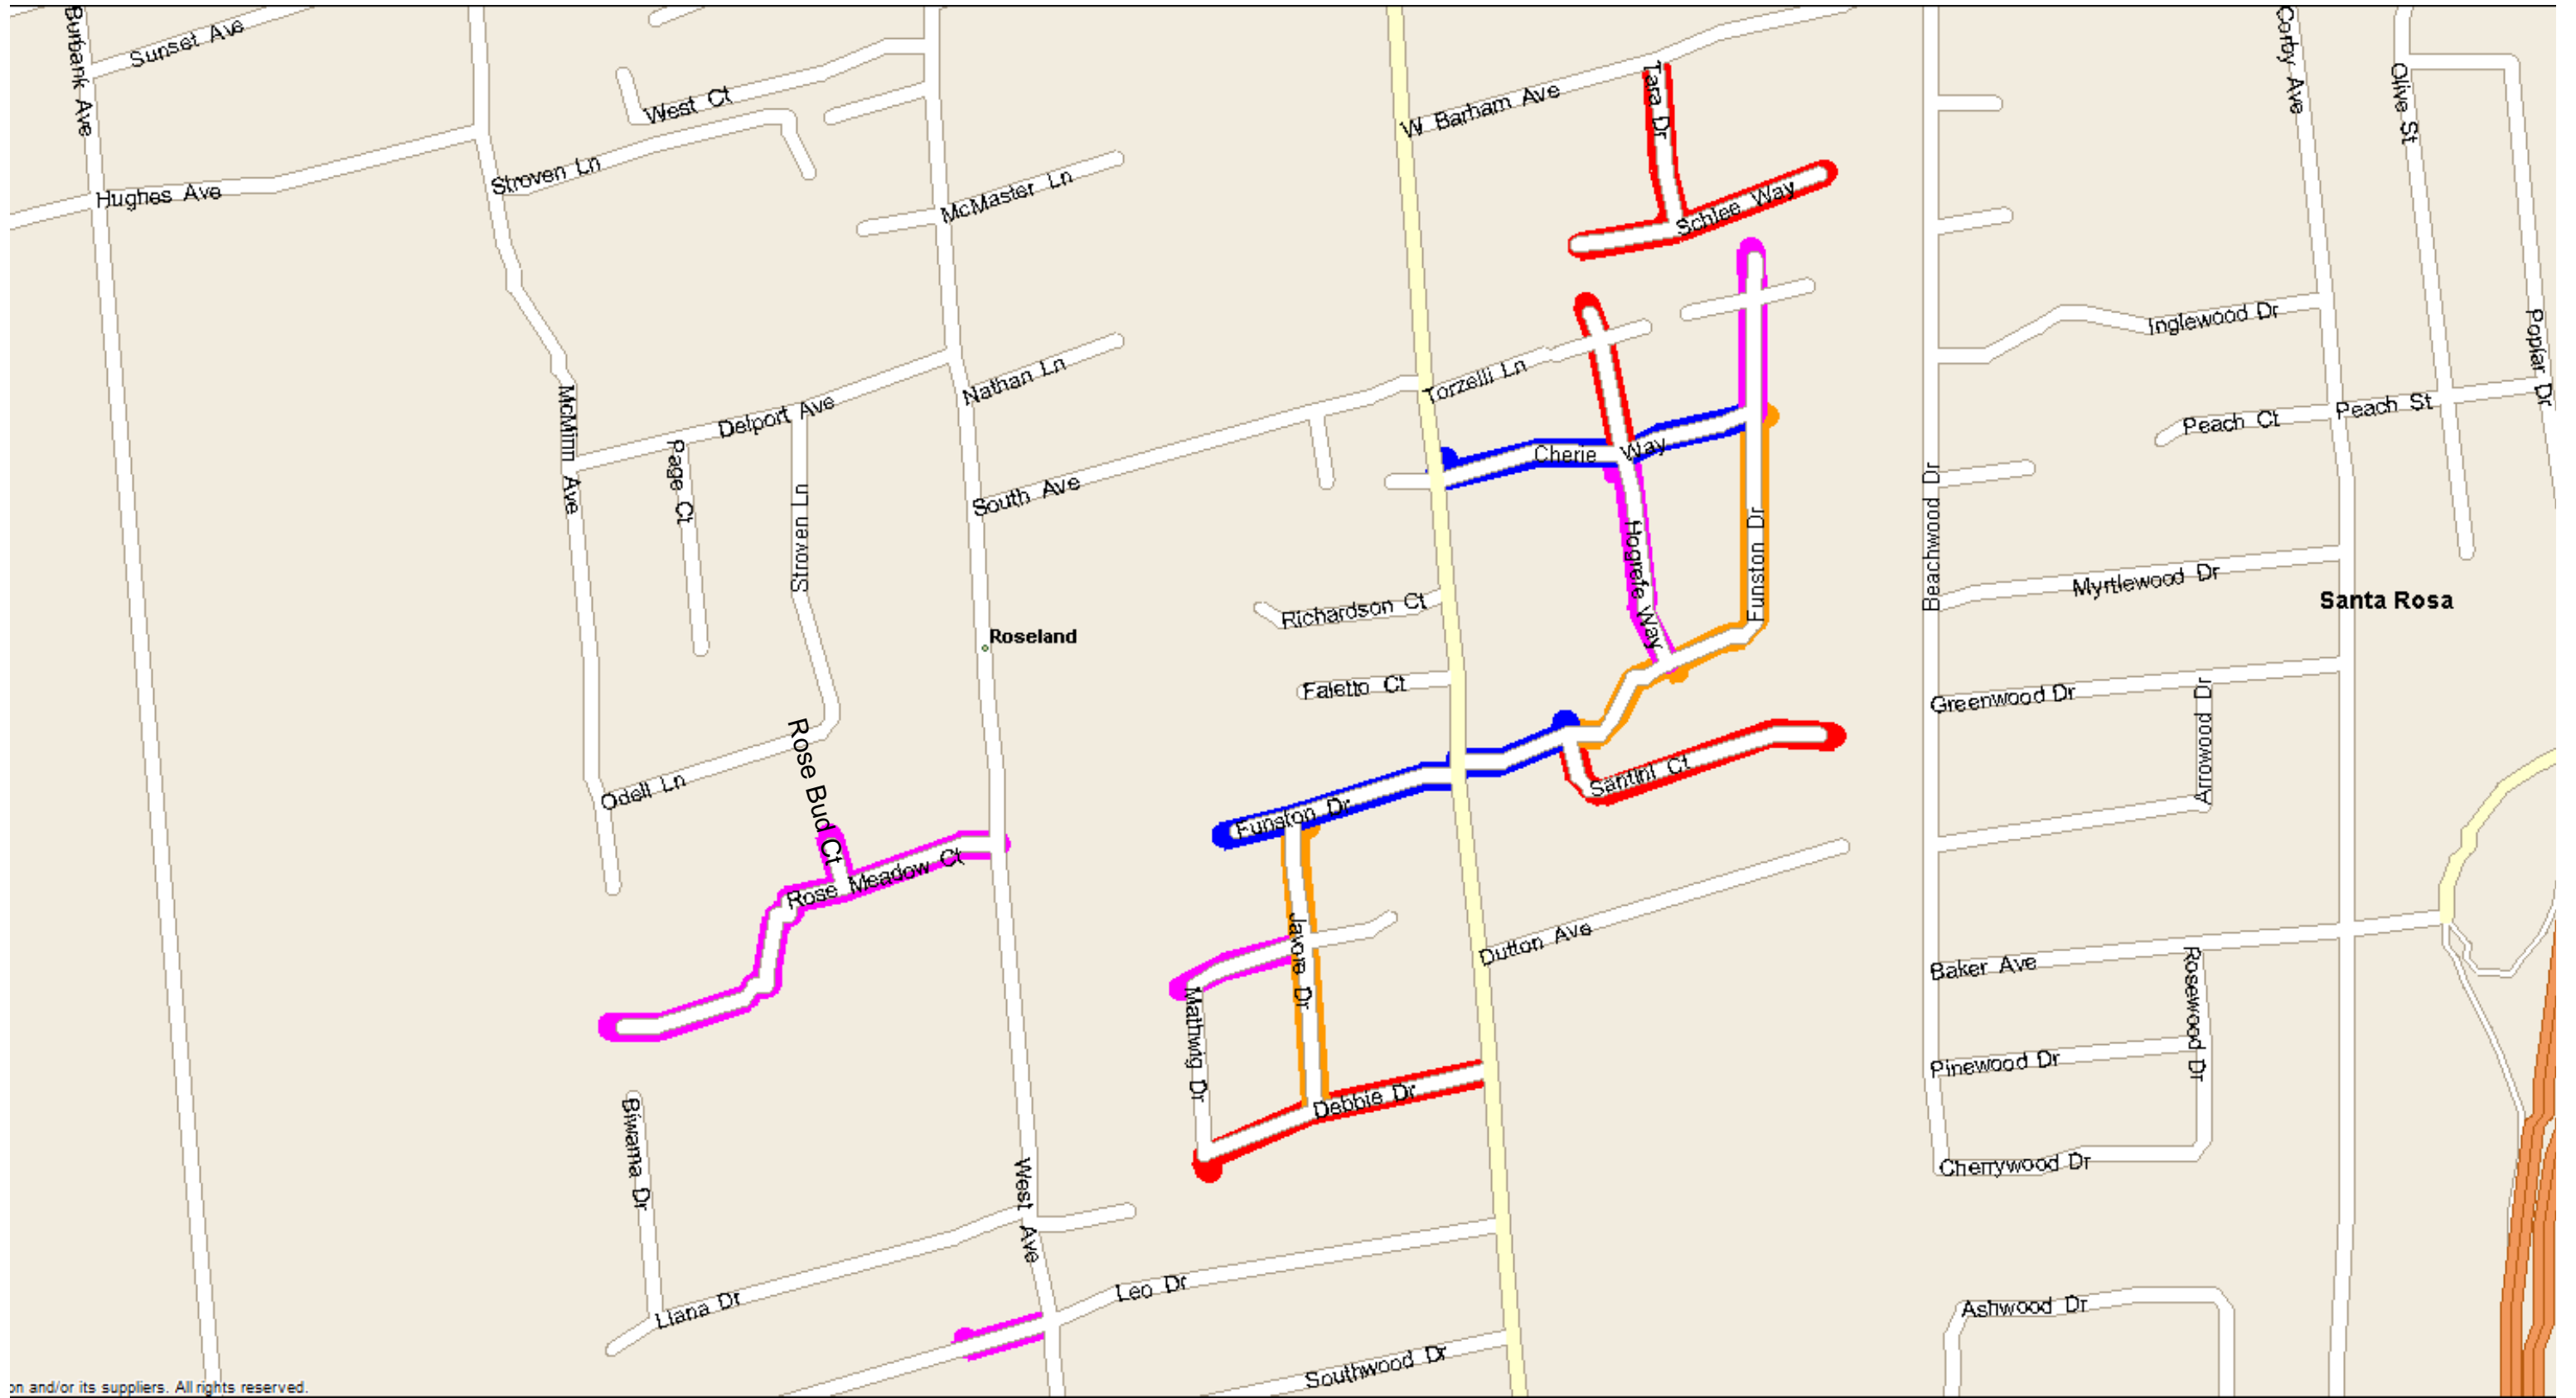 Burbank Ave
Sunset Ave
West Ct
Stroven Ln
Hughes Ave
McMaster Ln
W Barham Ave
Tara Dr
Schlee Way
Corby Ave
Olive St
Poplar Dr
Inglewood Dr
Peach Ct
Peach St
McMinn Ave
Delport Ave
Page Ct
Stroven Ln
Nathan Ln
South Ave
Torzelli Ln
Cherie Way
Hogrefe Way
Funston Dr
Beachwood Dr
Myrtlewood Dr
Santa Rosa
Roseland
Richardson Ct
Faletto Ct
Greenwood Dr
Arrowood Dr
Odell Ln
Rose Bud Ct
Rose Meadow Ct
Funston Dr
Santini Ct
Javore Dr
Mathwig Dr
Dutton Ave
Baker Ave
Rosewood Dr
Pinewood Dr
Debbie Dr
Cherrywood Dr
Biwama Dr
West Ave
Llana Dr
Leo Dr
Ashwood Dr
Southwood Dr
on and/or its suppliers. All rights reserved.